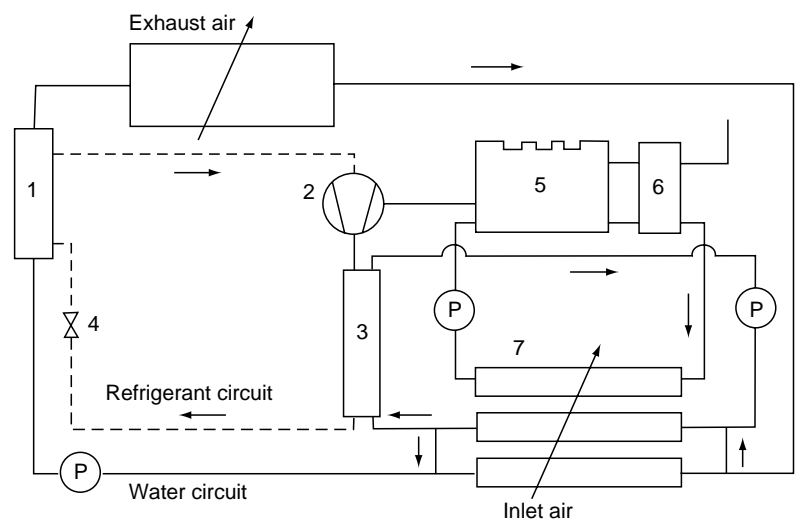 Exhaust air
1
2
5
6
P
P
3
4
7
Refrigerant circuit
P
Water circuit
Inlet air